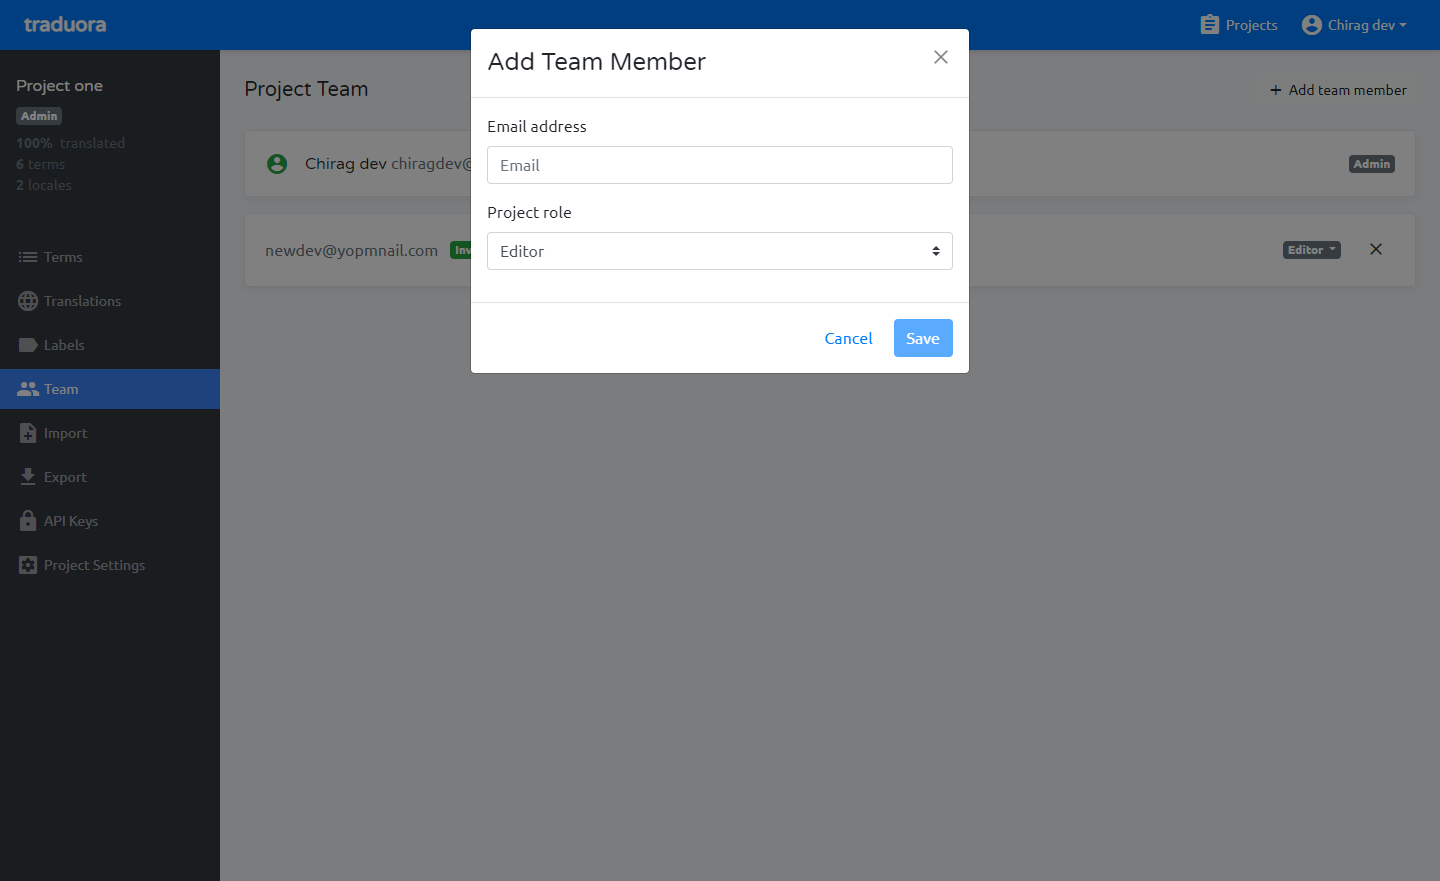 traduora
Projects
Chirag dev
Project one
Admin
100% translated
6 terms
2 locales
Terms
Translations
Labels
Team
Import
Export
API Keys
Project Settings
Project Team
Add team member
Chirag dev chiragdev@
Admin
newdev@yopmnail.com
Editor
Add Team Member
Email address
Email
Project role
Editor
Cancel
Save